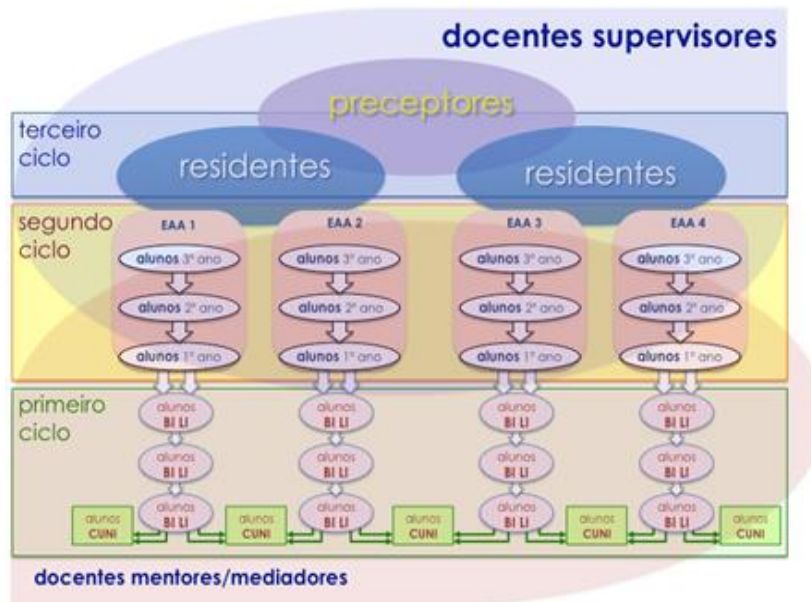 docentes supervisores
preceptores
terceiro
ciclo
residentes
residentes
segundo
ciclo
EAA 1
EAA 2
EAA 3
EAA 4
alunos 3º ano
alunos 3º ano
alunos 3º ano
alunos 3º ano
alunos 2º ano
alunos 2º ano
alunos 2º ano
alunos 2º ano
alunos 1º ano
alunos 1º ano
alunos 1º ano
alunos 1º ano
primeiro
ciclo
alunos
BI LI
alunos
BI LI
alunos
BI LI
alunos
BI LI
alunos
BI LI
alunos
BI LI
alunos
BI LI
alunos
BI LI
alunos
CUNI
alunos
BI LI
alunos
CUNI
alunos
BI LI
alunos
CUNI
alunos
BI LI
alunos
CUNI
alunos
BI LI
alunos
CUNI
docentes mentores/mediadores